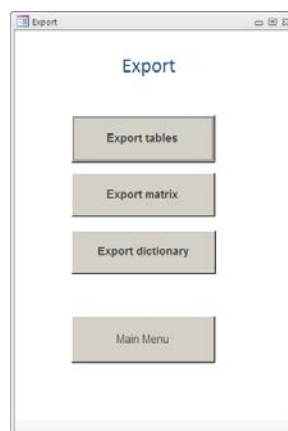 Export
Export
Export tables
Export matrix
Export dictionary
Main Menu